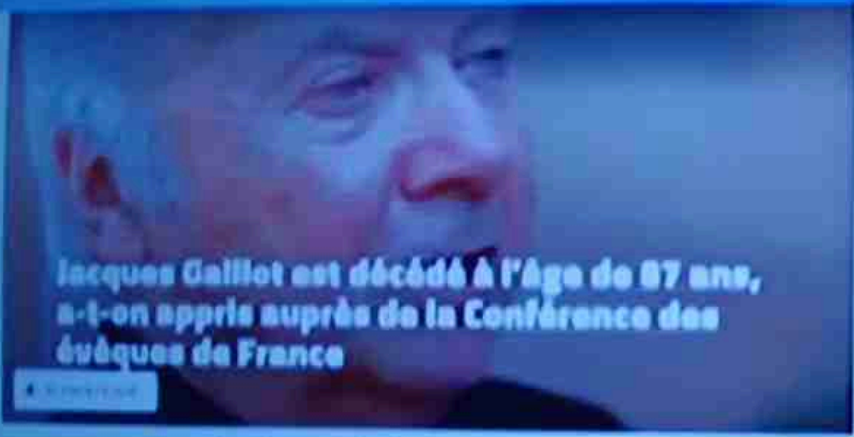 Jacques Gaillot est décédé à l'âge de 87 ans,
a-t-on appris auprès de la Conférence des
évêques de France